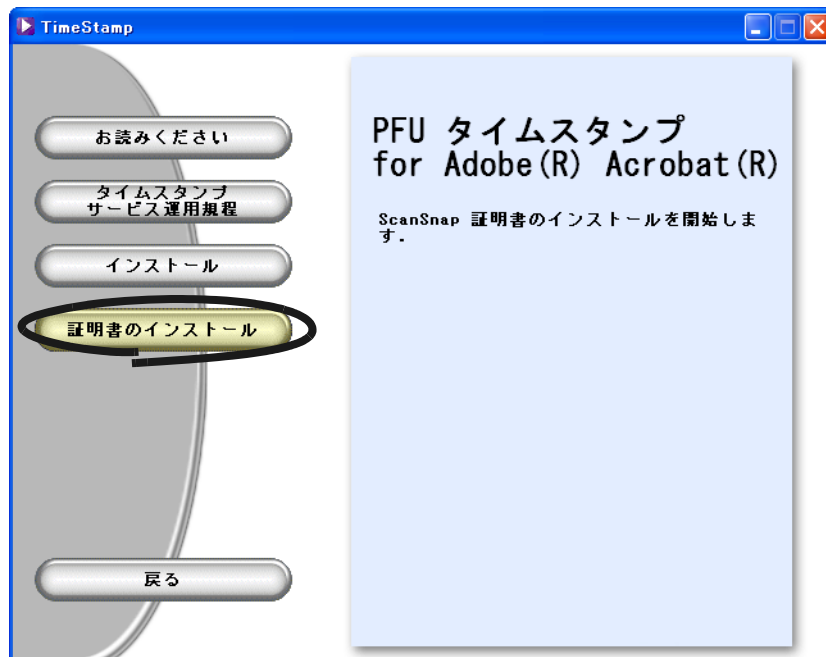 TimeStamp
お読みください
タイムスタンプ
サービス運用規程
インストール
証明書のインストール
戻る
PFU タイムスタンプ
for Adobe(R) Acrobat(R)
ScanSnap 証明書のインストールを開始しま
す.